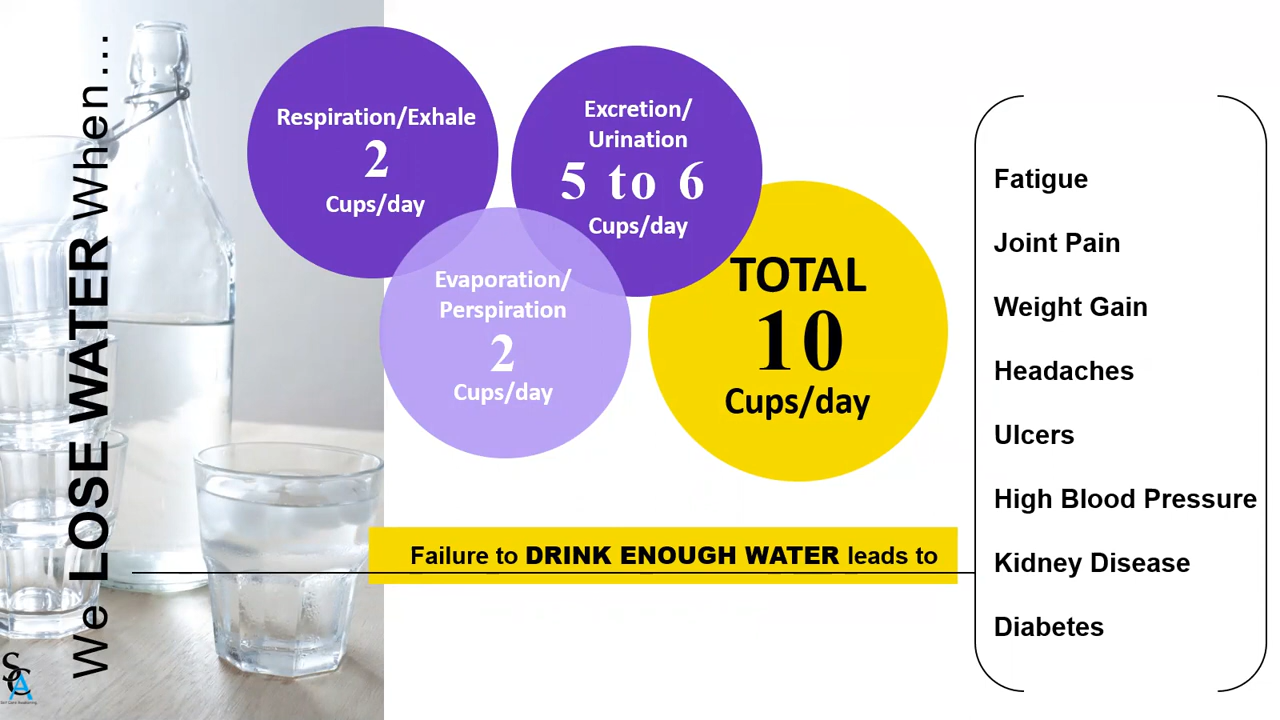 We LOSE WATER When...
Respiration/Exhale
2
Cups/day
Excretion/
Urination
5 to 6
Cups/day
Evaporation/
Perspiration
2
Cups/day
TOTAL
10
Cups/day
Failure to DRINK ENOUGH WATER leads to
Fatigue
Joint Pain
Weight Gain
Headaches
Ulcers
High Blood Pressure
Kidney Disease
Diabetes
SCA